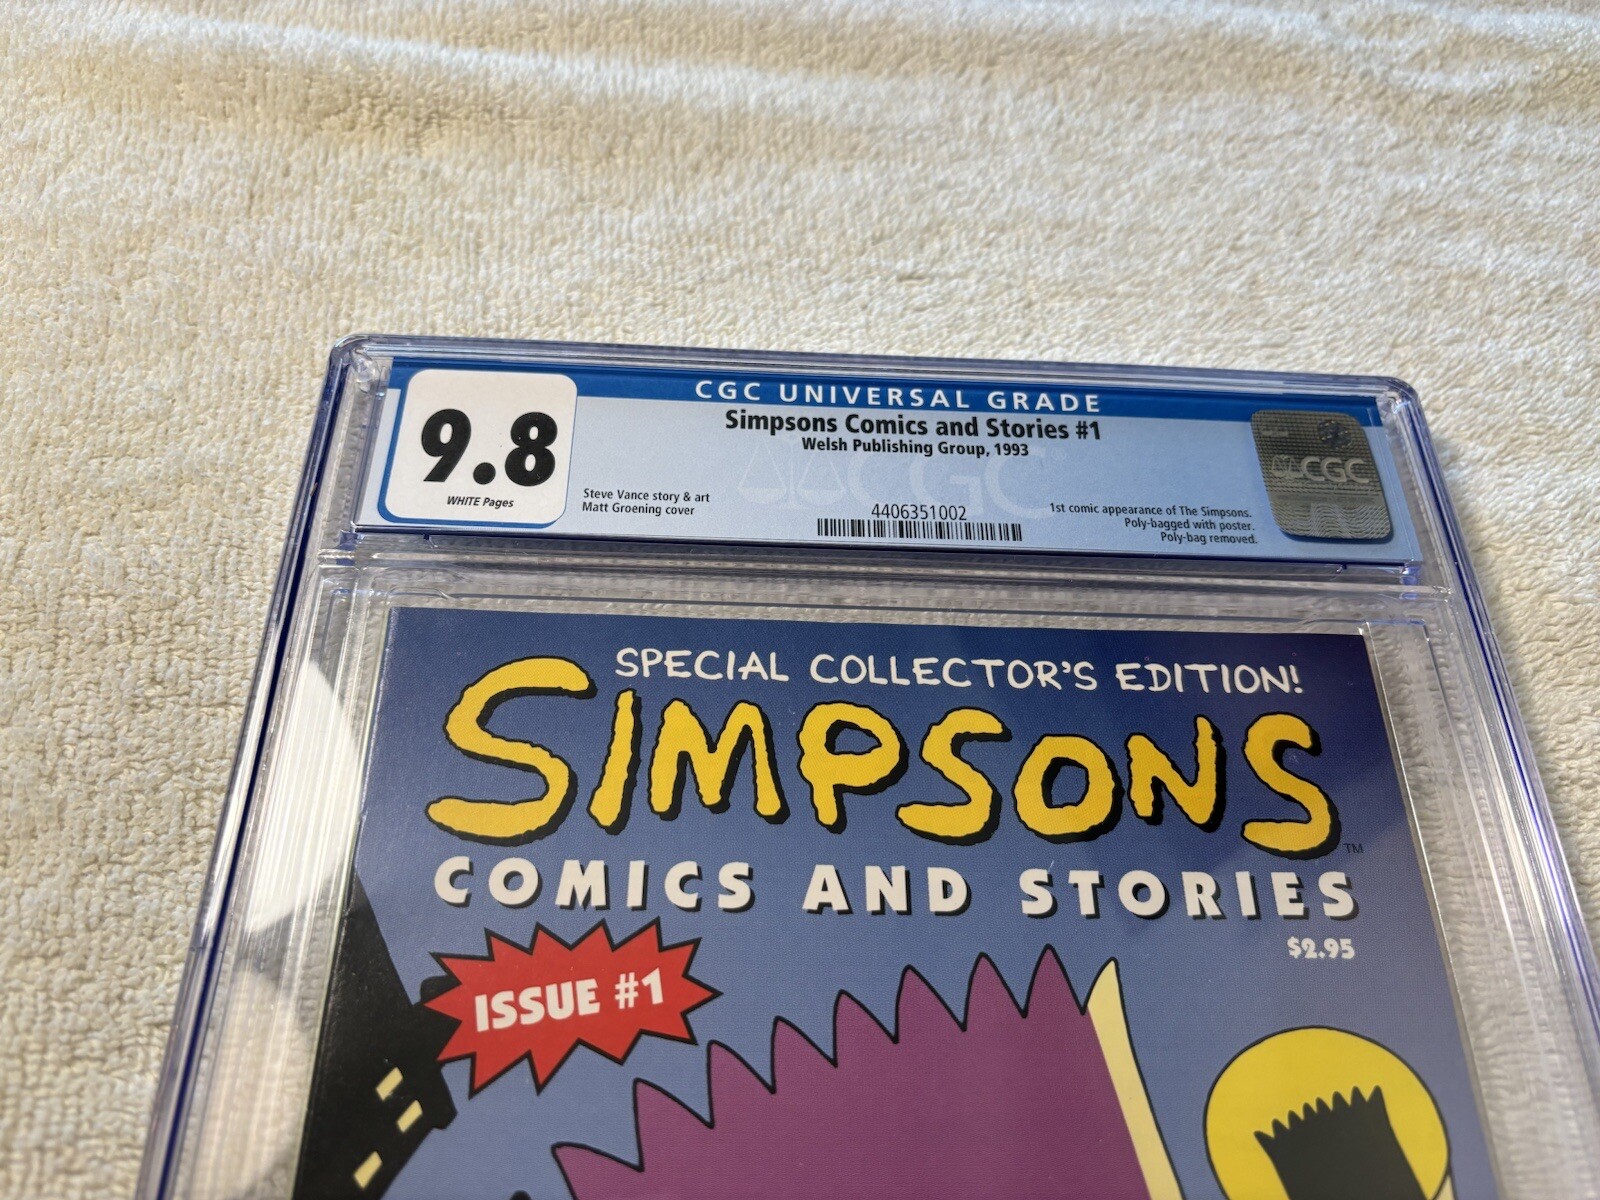 CGC UNIVERSAL GRADE
9.8
WHITE Pages
Simpsons Comics and Stories #1
Welsh Publishing Group, 1993
Steve Vance story & art
Matt Groening cover
CGC
4406351002
1st comic appearance of The Simpsons.
Poly-bagged with poster.
Poly-bag removed.
CGC
SPECIAL COLLECTOR'S EDITION!
SIMPSONS
TM
COMICS AND STORIES
$2.95
ISSUE #1